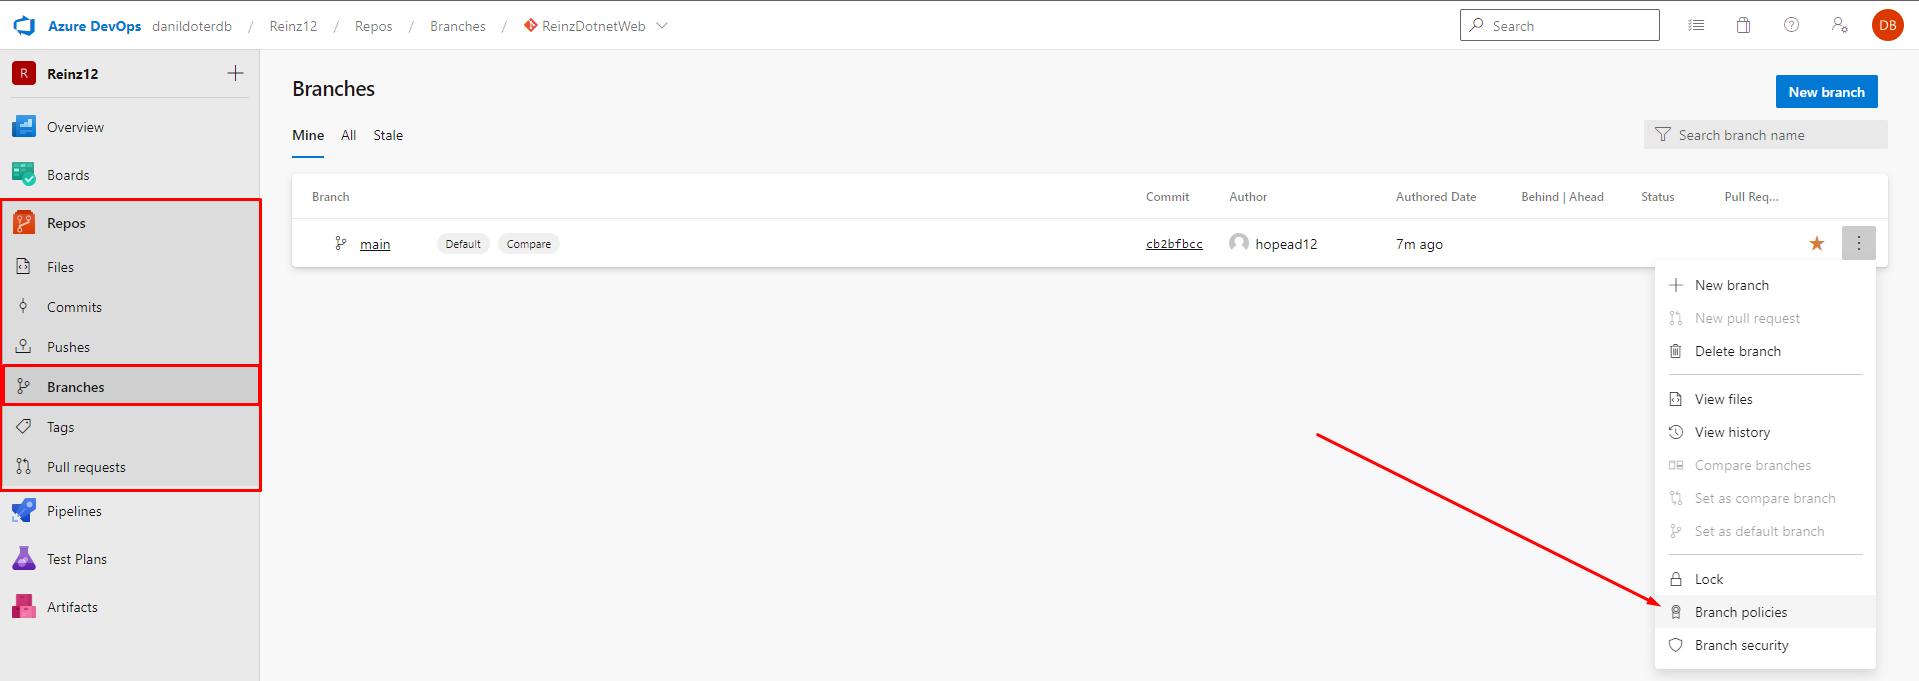 Azure DevOps danildoterdb / Reinz12 / Repos / Branches / ReinzDotnetWeb
Search
DB
R Reinz12
Overview
Boards
Repos
Files
Commits
Pushes
Branches
Tags
Pull requests
Pipelines
Test Plans
Artifacts
Branches
New branch
Mine All Stale
Search branch name
Branch Commit Author Authored Date Behind | Ahead Status Pull Req...
main Default Compare cb2bfbcc hopead12 7m ago
New branch
New pull request
Delete branch
View files
View history
Compare branches
Set as compare branch
Set as default branch
Lock
Branch policies
Branch security